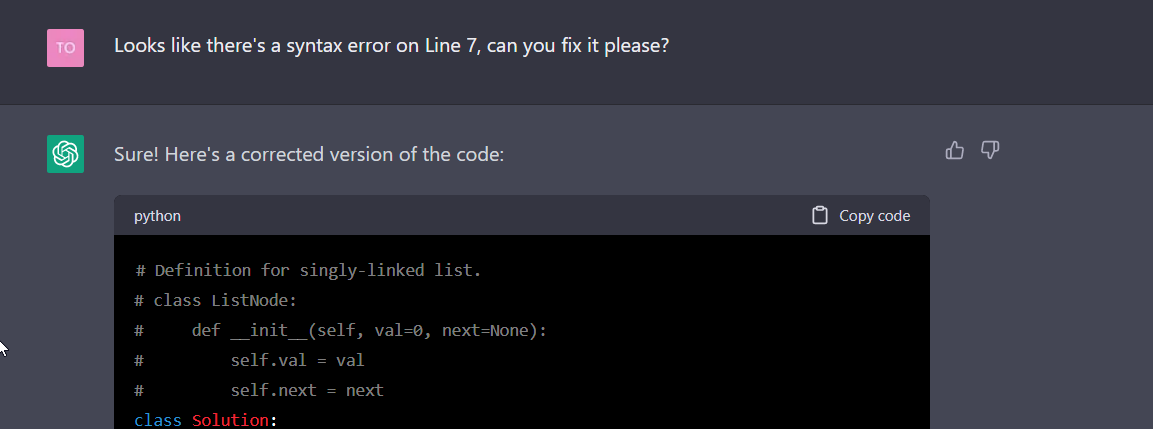 TO
Looks like there's a syntax error on Line 7, can you fix it please?
Sure! Here's a corrected version of the code:
python
Copy code
# Definition for singly-linked list.
# class ListNode:
#     def __init__(self, val=0, next=None):
#         self.val = val
#         self.next = next
class Solution: